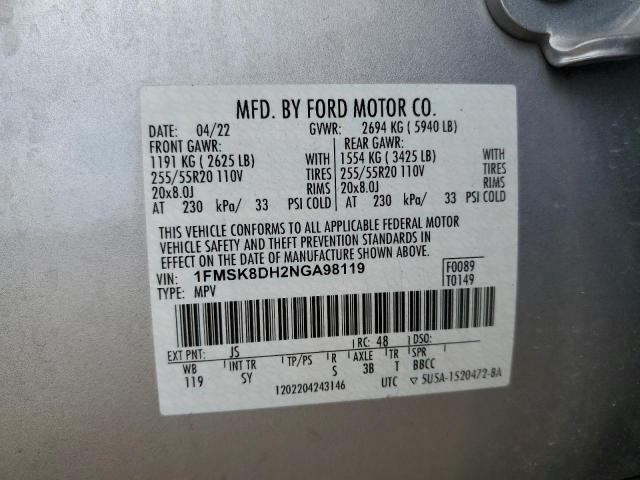 MFD. BY FORD MOTOR CO.
DATE: 04/22 GVWR: 2694 KG ( 5940 LB)
FRONT GAWR: REAR GAWR:
1191 KG ( 2625 LB) WITH 1554 KG ( 3425 LB) WITH
255/55R20 110V TIRES 255/55R20 110V TIRES
20x8.0J RIMS 20x8.0J RIMS
AT 230 kPa/ 33 PSI COLD AT 230 kPa/ 33 PSI COLD
THIS VEHICLE CONFORMS TO ALL APPLICABLE FEDERAL MOTOR
VEHICLE SAFETY AND THEFT PREVENTION STANDARDS IN
EFFECT ON THE DATE OF MANUFACTURE SHOWN ABOVE.
VIN: 1FMSK8DH2NGA98119 F0089
TYPE: MPV T0149
EXT PNT: JS RC: 48 DSO:
WB INT TR TP/PS R AXLE TR SPR
119 SY S 3B T BBCC
1202204243146 UTC ▽ 5U5A-1520472-BA